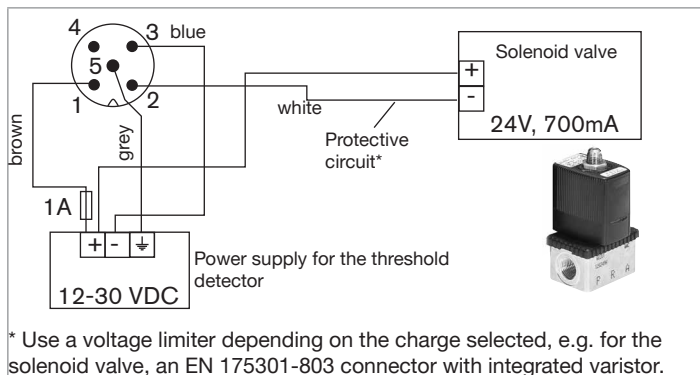 4
3
blue
5
1
2
brown
grey
white
1A
+ - ⏚
12-30 VDC
Power supply for the threshold
detector
Protective
circuit*
Solenoid valve
+
-
24V, 700mA
P R A
* Use a voltage limiter depending on the charge selected, e.g. for the
solenoid valve, an EN 175301-803 connector with integrated varistor.